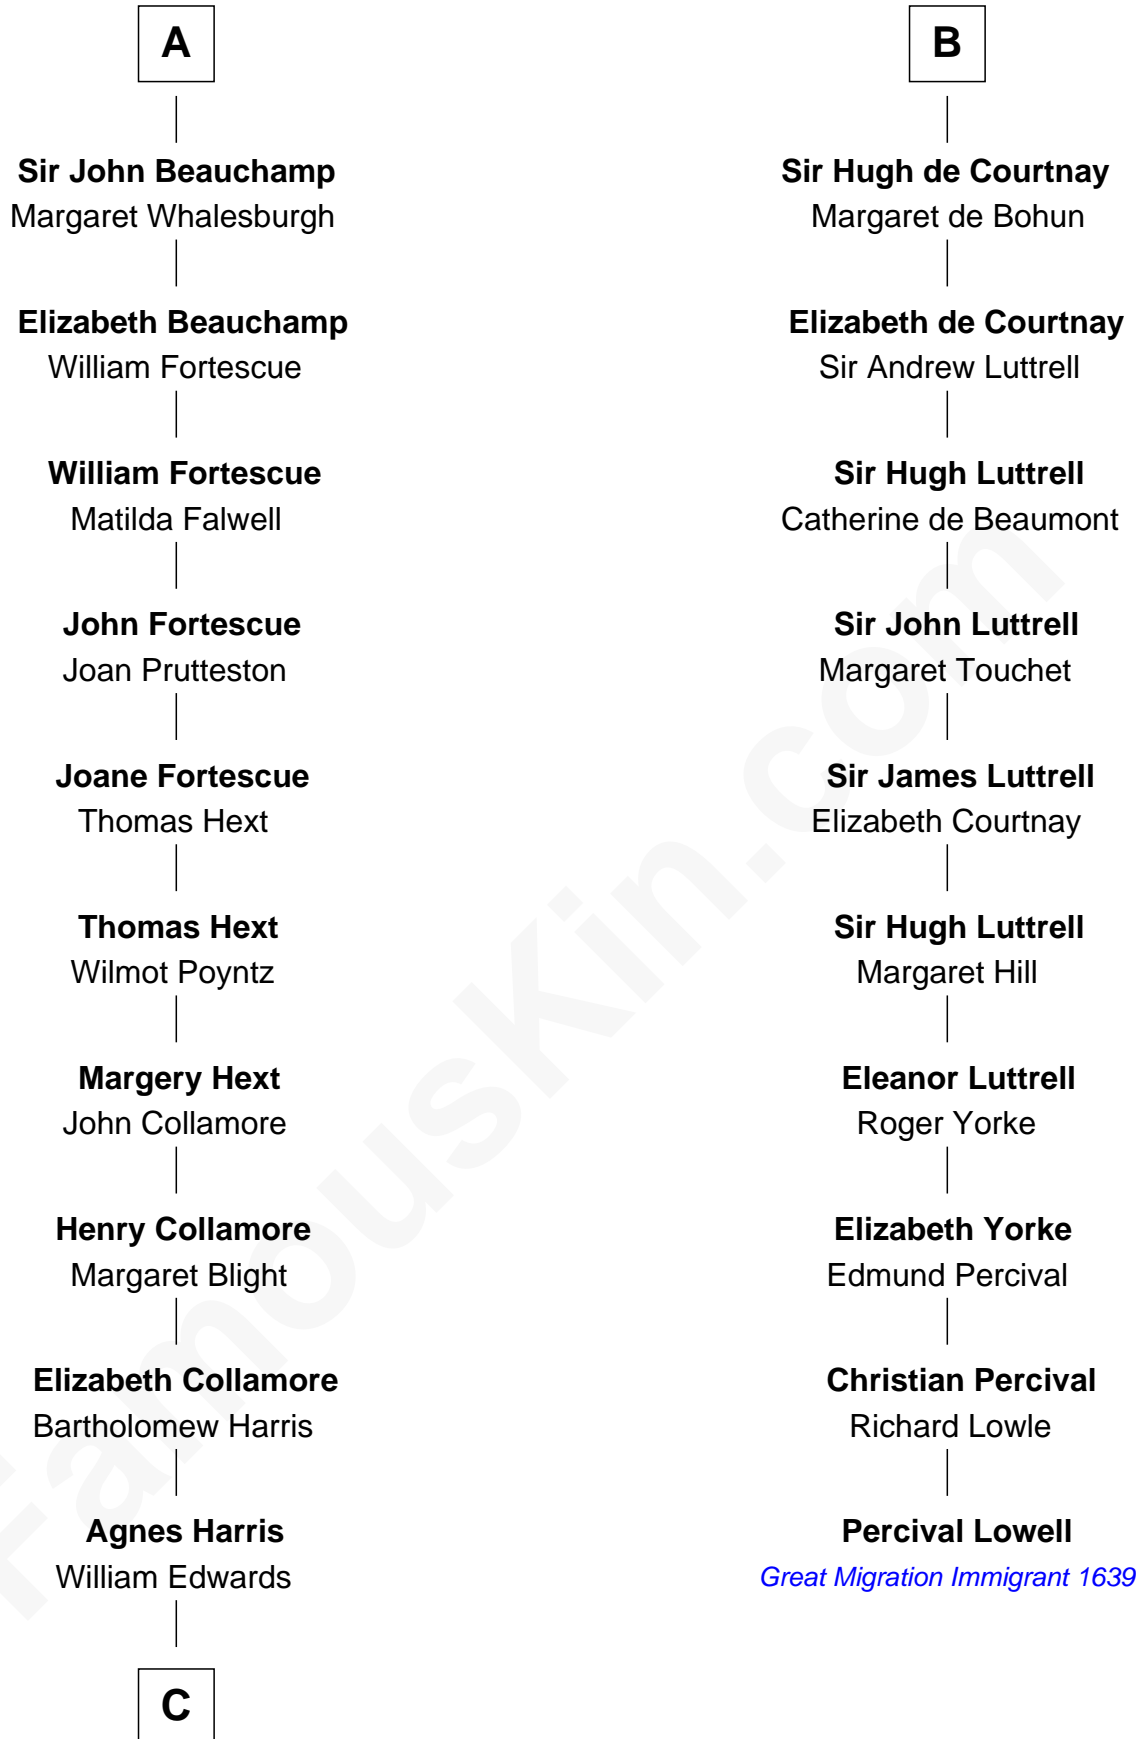 A
Sir John Beauchamp
Margaret Whalesburgh
Elizabeth Beauchamp
William Fortescue
William Fortescue
Matilda Falwell
John Fortescue
Joan Prutteston
Joane Fortescue
Thomas Hext
Thomas Hext
Wilmot Poyntz
Margery Hext
John Collamore
Henry Collamore
Margaret Blight
Elizabeth Collamore
Bartholomew Harris
Agnes Harris
William Edwards
C
B
Sir Hugh de Courtnay
Margaret de Bohun
Elizabeth de Courtnay
Sir Andrew Luttrell
Sir Hugh Luttrell
Catherine de Beaumont
Sir John Luttrell
Margaret Touchet
Sir James Luttrell
Elizabeth Courtnay
Sir Hugh Luttrell
Margaret Hill
Eleanor Luttrell
Roger Yorke
Elizabeth Yorke
Edmund Percival
Christian Percival
Richard Lowle
Percival Lowell
Great Migration Immigrant 1639
FamousKin.com